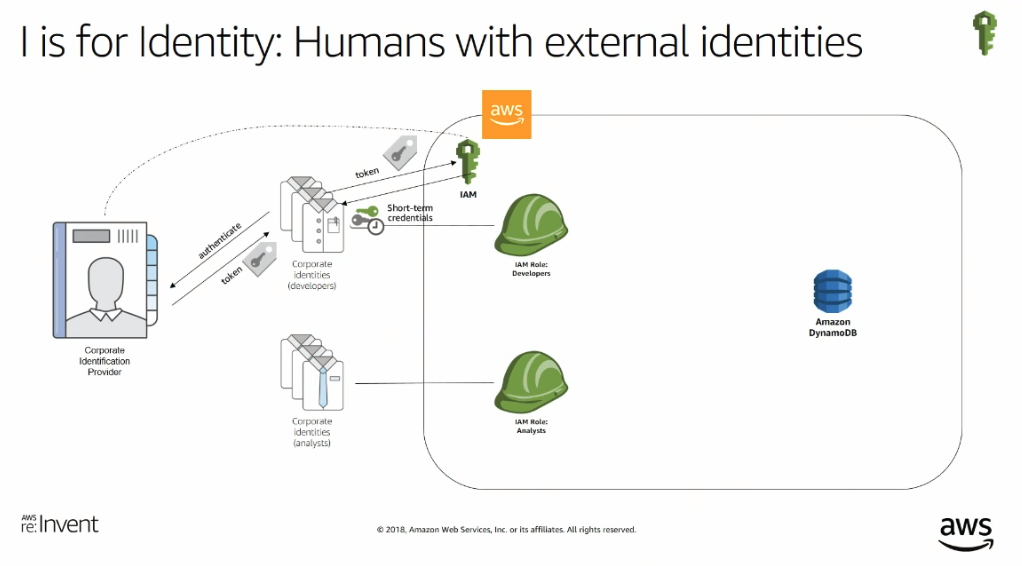 I is for Identity: Humans with external identities
aws
token
IAM
Short-term
credentials
authenticate
token
Corporate
identities
(developers)
IAM Role:
Developers
Amazon
DynamoDB
Corporate
Identification
Provider
Corporate
identities
(analysts)
IAM Role:
Analysts
AWS
re:Invent
© 2018, Amazon Web Services, Inc. or its affiliates. All rights reserved.
aws